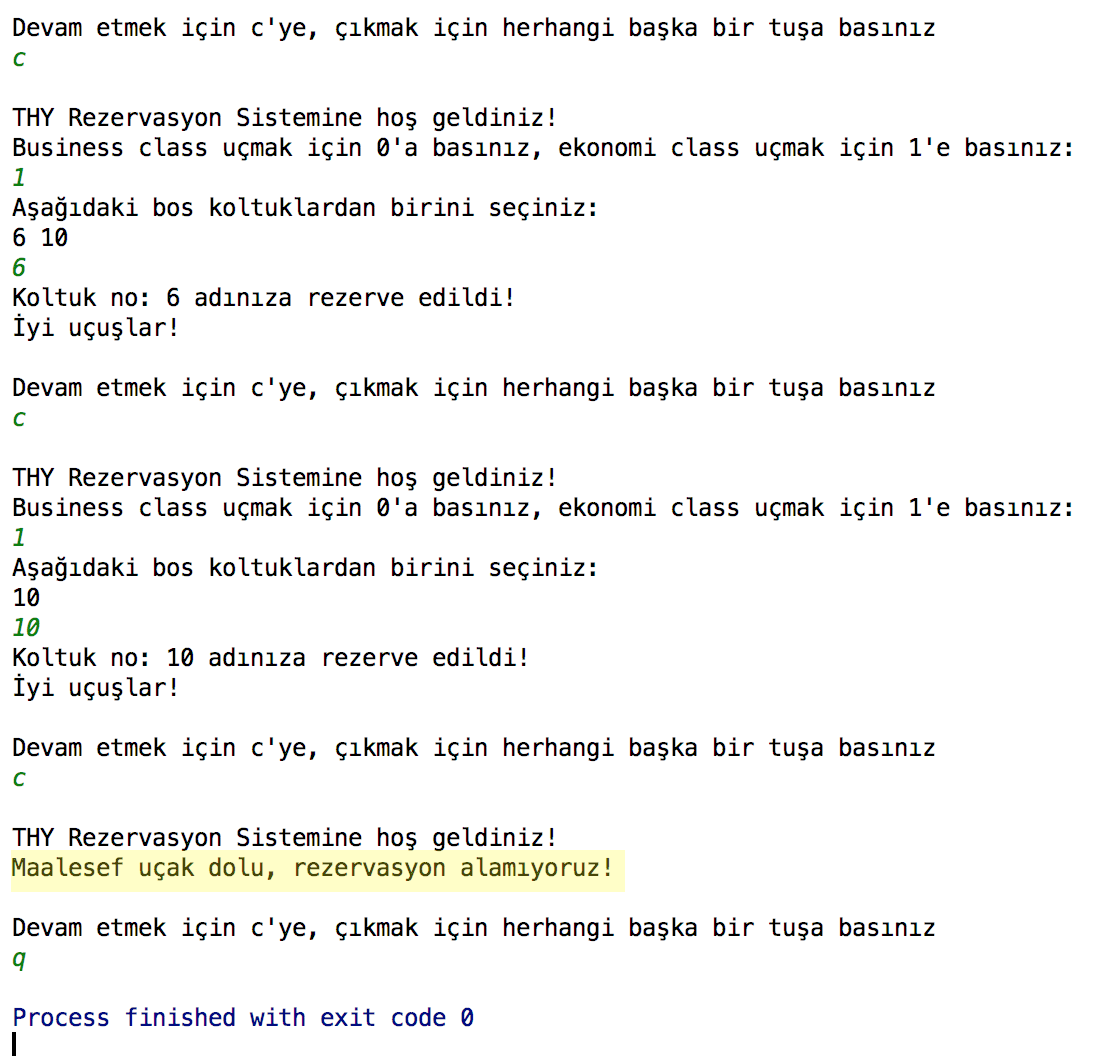 Devam etmek için c'ye, çıkmak için herhangi başka bir tuşa basınız
c
THY Rezervasyon Sistemine hoş geldiniz!
Business class uçmak için 0'a basınız, ekonomi class uçmak için 1'e basınız:
1
Aşağıdaki bos koltuklardan birini seçiniz:
6 10
6
Koltuk no: 6 adınıza rezerve edildi!
İyi uçuşlar!
Devam etmek için c'ye, çıkmak için herhangi başka bir tuşa basınız
c
THY Rezervasyon Sistemine hoş geldiniz!
Business class uçmak için 0'a basınız, ekonomi class uçmak için 1'e basınız:
1
Aşağıdaki bos koltuklardan birini seçiniz:
10
10
Koltuk no: 10 adınıza rezerve edildi!
İyi uçuşlar!
Devam etmek için c'ye, çıkmak için herhangi başka bir tuşa basınız
c
THY Rezervasyon Sistemine hoş geldiniz!
Maalesef uçak dolu, rezervasyon alamıyoruz!
Devam etmek için c'ye, çıkmak için herhangi başka bir tuşa basınız
q
Process finished with exit code 0